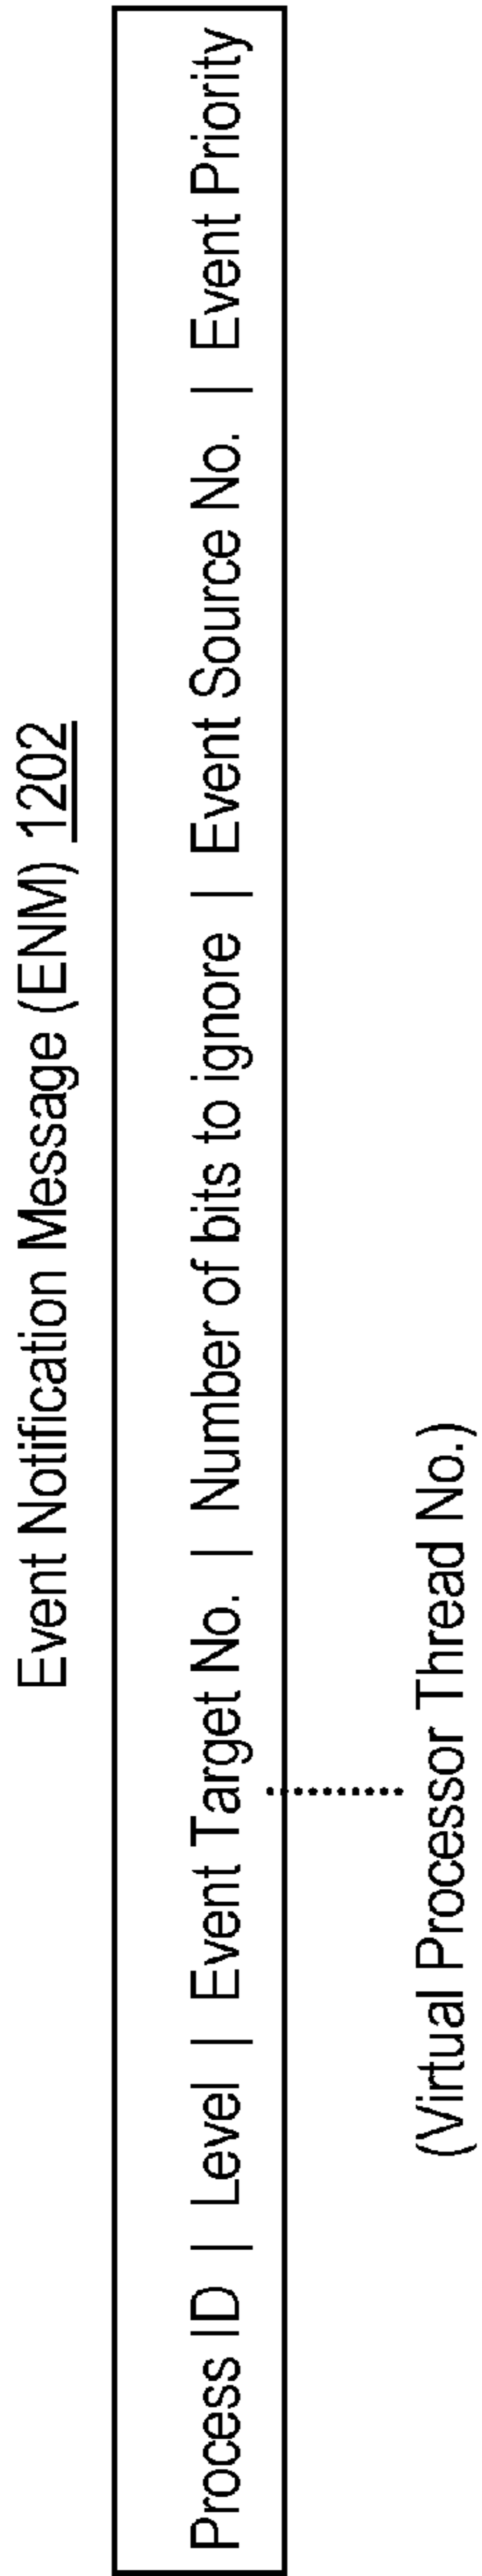 Event Notification Message (ENM) 1202
Process ID | Level | Event Target No. | Number of bits to ignore | Event Source No. | Event Priority
(Virtual Processor Thread No.)